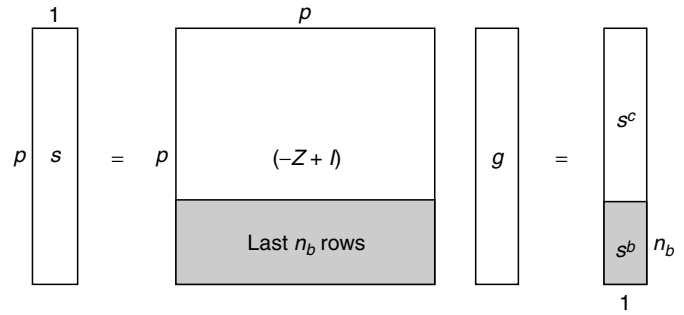 1
p
p s = p (–Z + I) g = s^c
Last n_b rows
s^b n_b
1